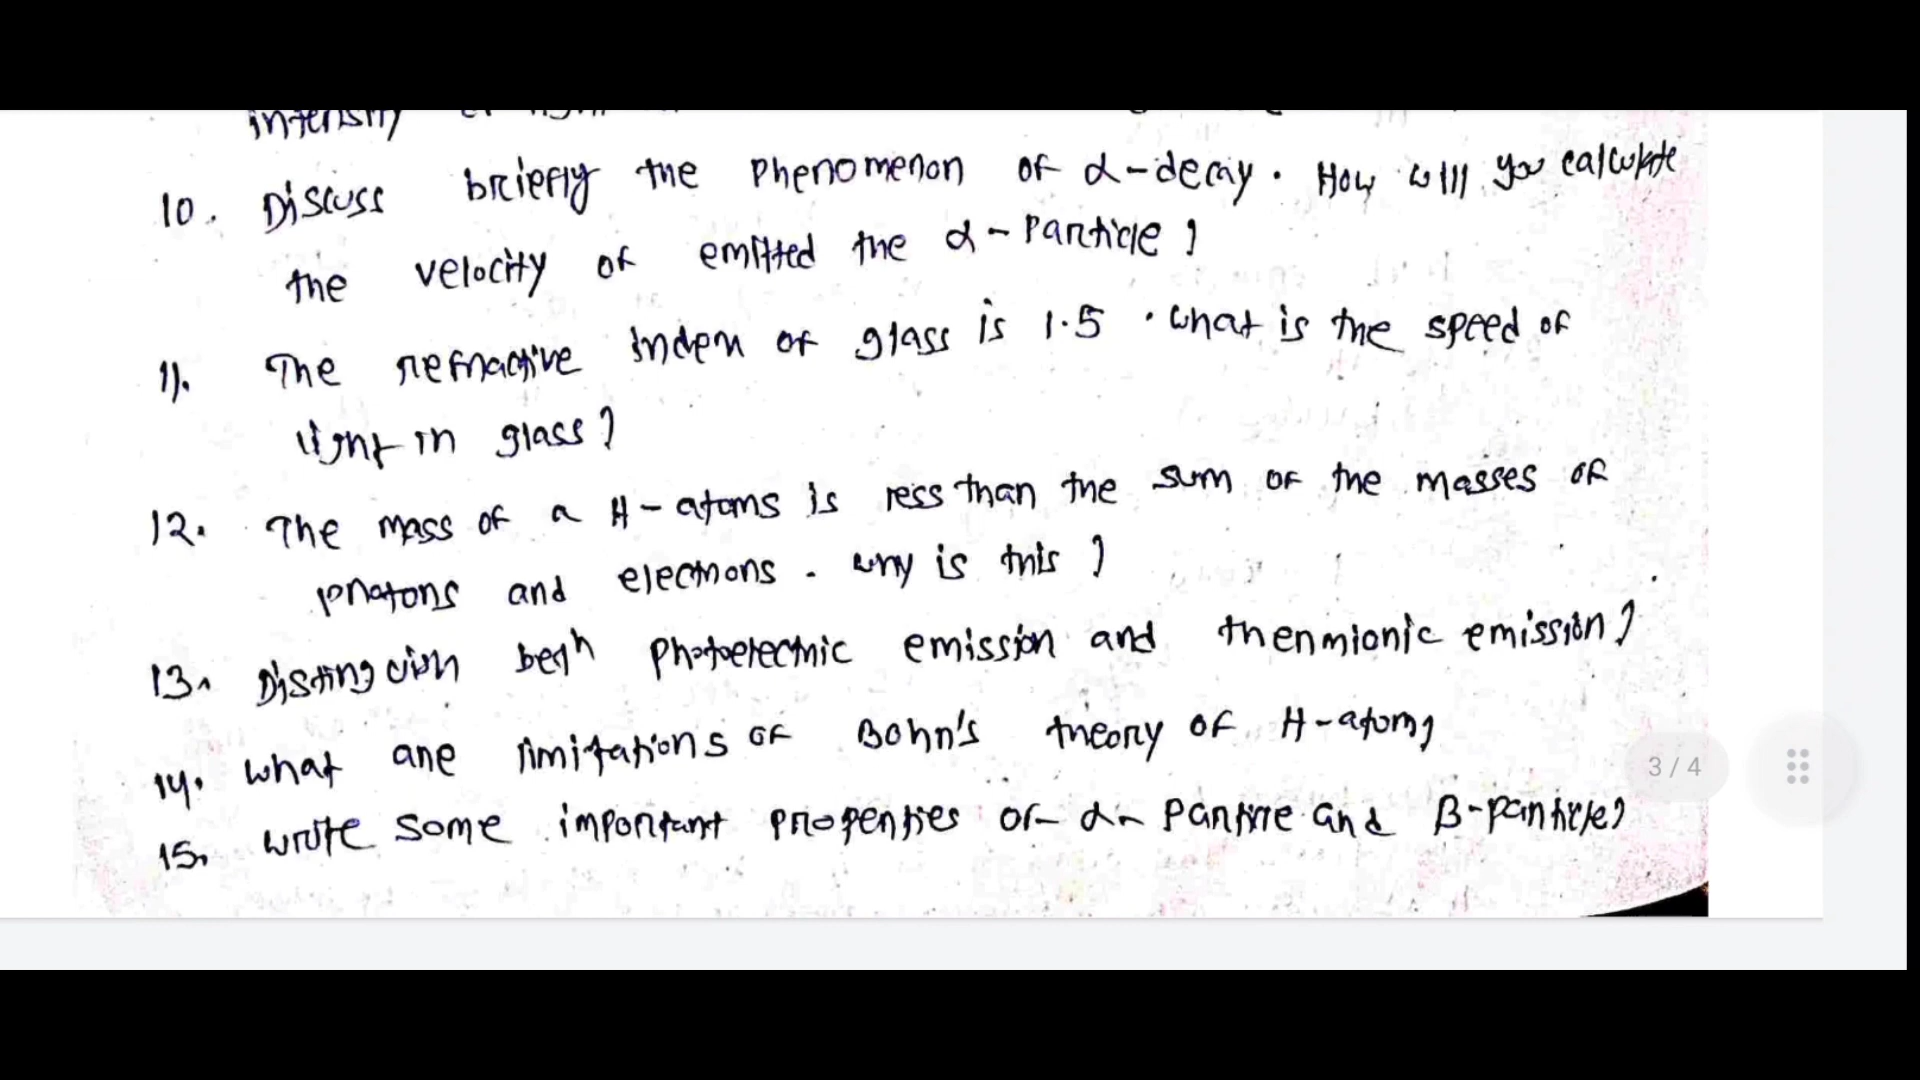 intensity of light
10. Discuss briefly the phenomenon of α-decay. How will you calculate
the velocity of emitted the α-particle?
11. The refractive index of glass is 1.5. What is the speed of
light in glass?
12. The mass of a H-atoms is less than the sum of the masses of
protons and electrons. why is this?
13. Distinguish betⁿ photoelectric emission and thermionic emission?
14. What are limitations of Bohr's theory of H-atom?
15. write some important properties of α-particle and β-particle?
3 / 4